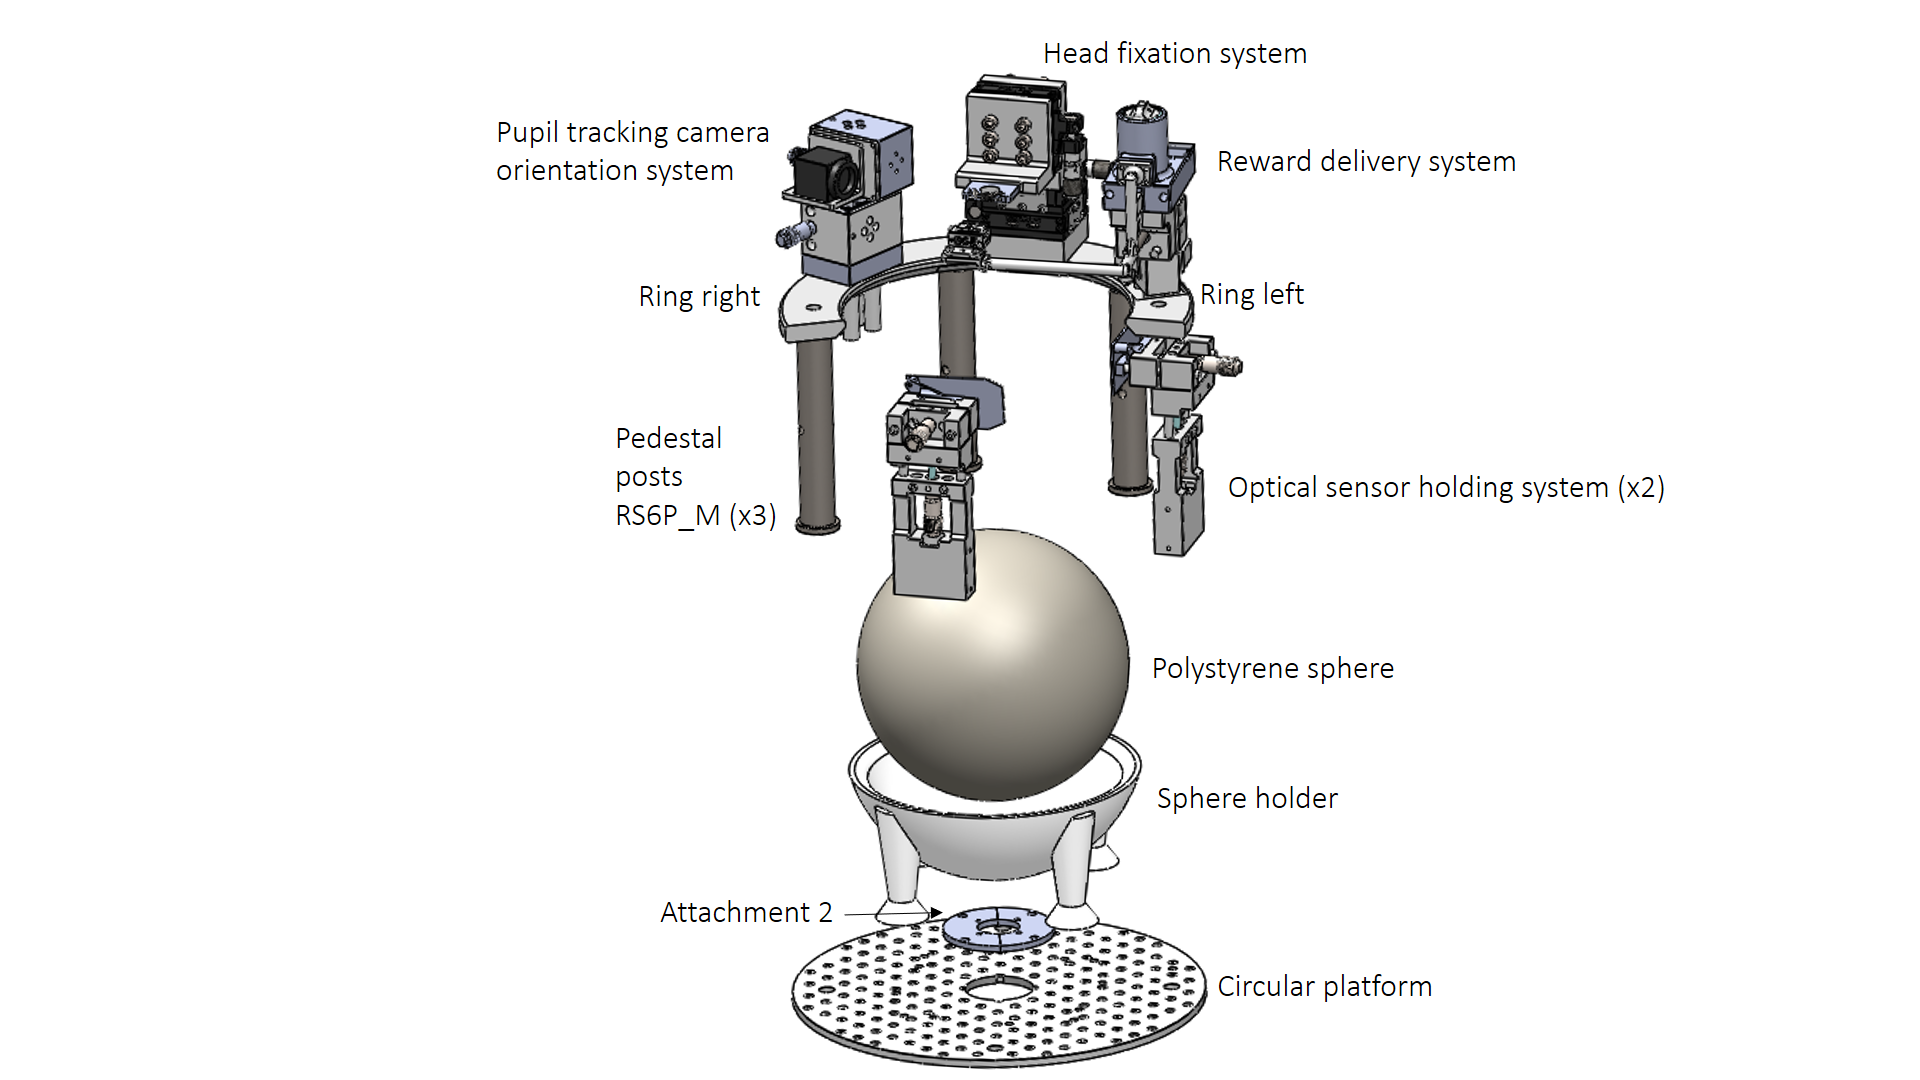 Head fixation system
Pupil tracking camera
orientation system
Reward delivery system
Ring right
Ring left
Pedestal
posts
RS6P_M (x3)
Optical sensor holding system (x2)
Polystyrene sphere
Sphere holder
Attachment 2
Circular platform